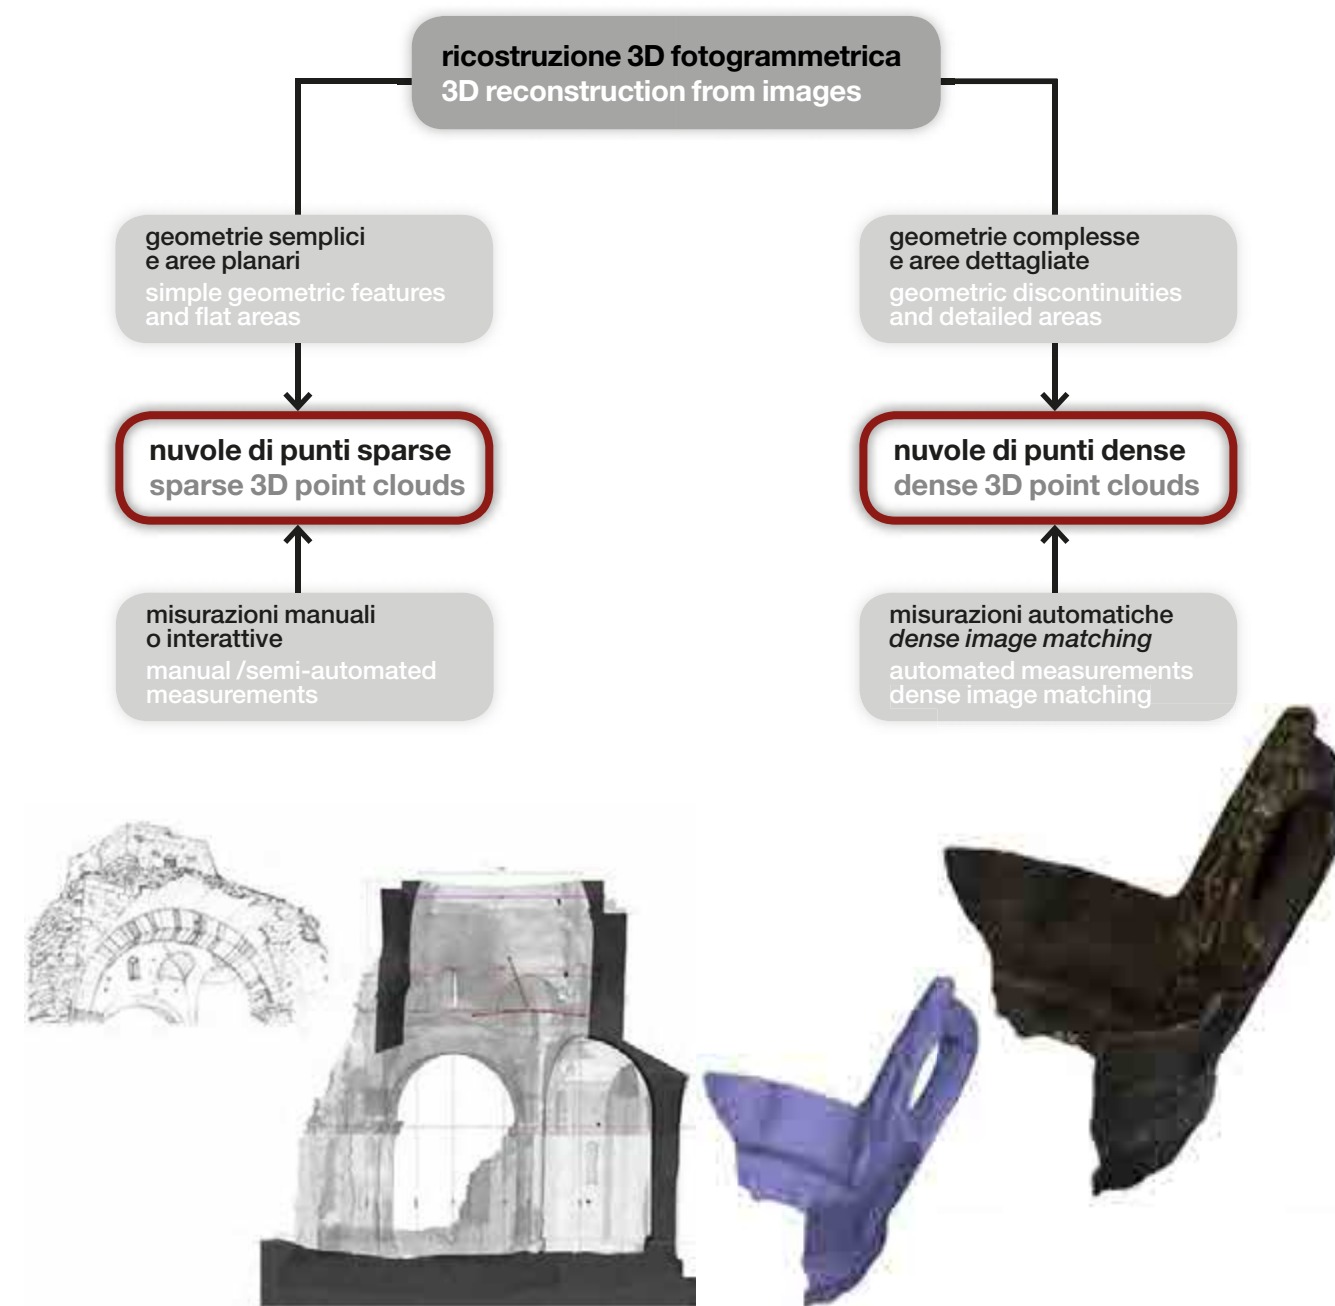 ricostruzione 3D fotogrammetrica
3D reconstruction from images
geometrie semplici
e aree planari
simple geometric features
and flat areas
geometrie complesse
e aree dettagliate
geometric discontinuities
and detailed areas
nuvole di punti sparse
sparse 3D point clouds
nuvole di punti dense
dense 3D point clouds
misurazioni manuali
o interattive
manual /semi-automated
measurements
misurazioni automatiche
dense image matching
automated measurements
dense image matching